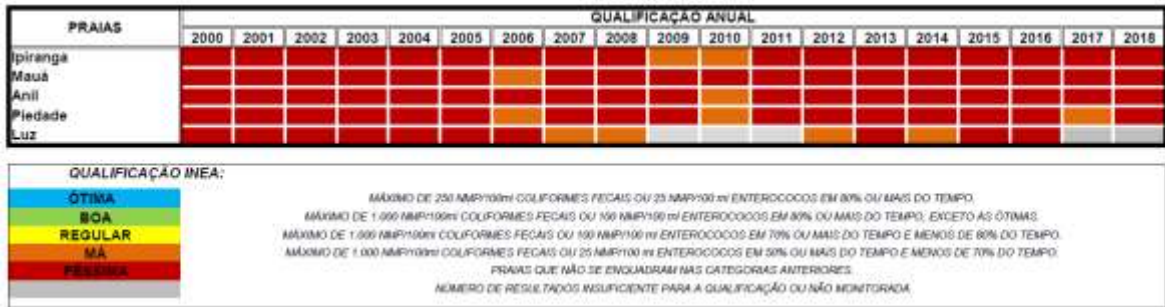 PRAIAS
QUALIFICAÇÃO ANUAL
2000 2001 2002 2003 2004 2005 2006 2007 2008 2009 2010 2011 2012 2013 2014 2015 2016 2017 2018
Ipiranga
Mauá
Anil
Piedade
Luz
QUALIFICAÇÃO INEA:
ÓTIMA MÁXIMO DE 250 NMP/100ml COLIFORMES FECAIS OU 25 NMP/100 ml ENTEROCOCOS EM 80% OU MAIS DO TEMPO.
BOA MÁXIMO DE 1.000 NMP/100ml COLIFORMES FECAIS OU 100 NMP/100 ml ENTEROCOCOS EM 80% OU MAIS DO TEMPO, EXCETO AS ÓTIMAS.
REGULAR MÁXIMO DE 1.000 NMP/100ml COLIFORMES FECAIS OU 100 NMP/100 ml ENTEROCOCOS EM 70% OU MAIS DO TEMPO E MENOS DE 80% DO TEMPO.
MÁ MÁXIMO DE 1.000 NMP/100ml COLIFORMES FECAIS OU 25 NMP/100 ml ENTEROCOCOS EM 50% OU MAIS DO TEMPO E MENOS DE 70% DO TEMPO.
PÉSSIMA PRAIAS QUE NÃO SE ENQUADRAM NAS CATEGORIAS ANTERIORES.
NÚMERO DE RESULTADOS INSUFICIENTE PARA A QUALIFICAÇÃO OU NÃO MONITORADA